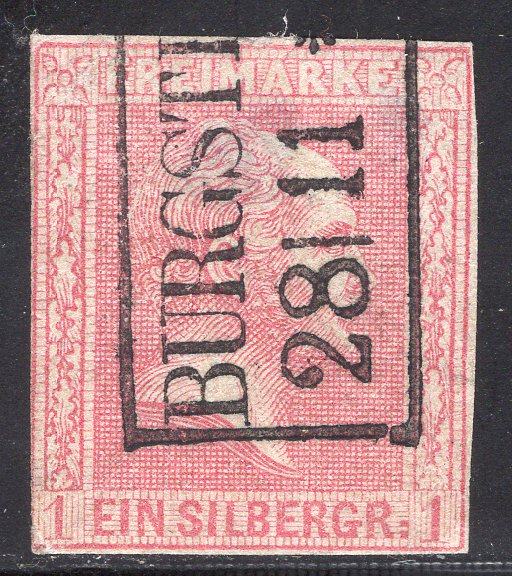 FREIMARKE
1 EIN SILBERGR. 1
BURGST
28 11